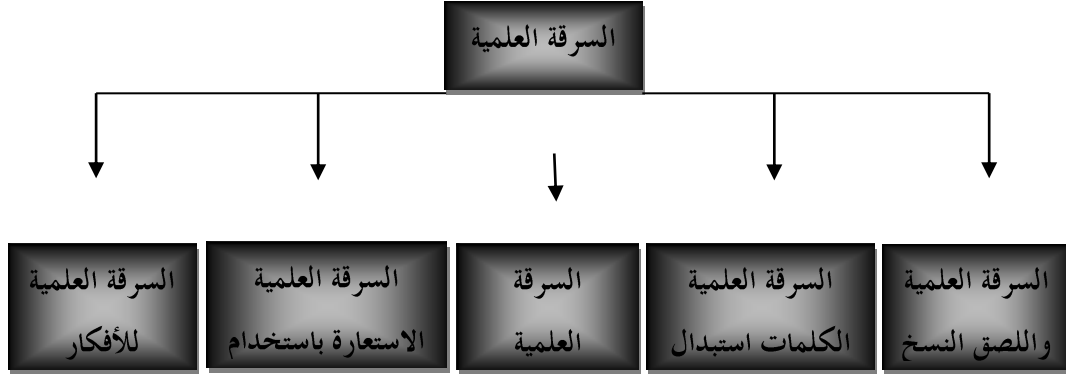 السرقة العلمية
السرقة العلمية
واللصق النسخ
السرقة العلمية
الكلمات استبدال
السرقة
العلمية
السرقة العلمية
الاستعارة باستخدام
السرقة العلمية
للأفكار